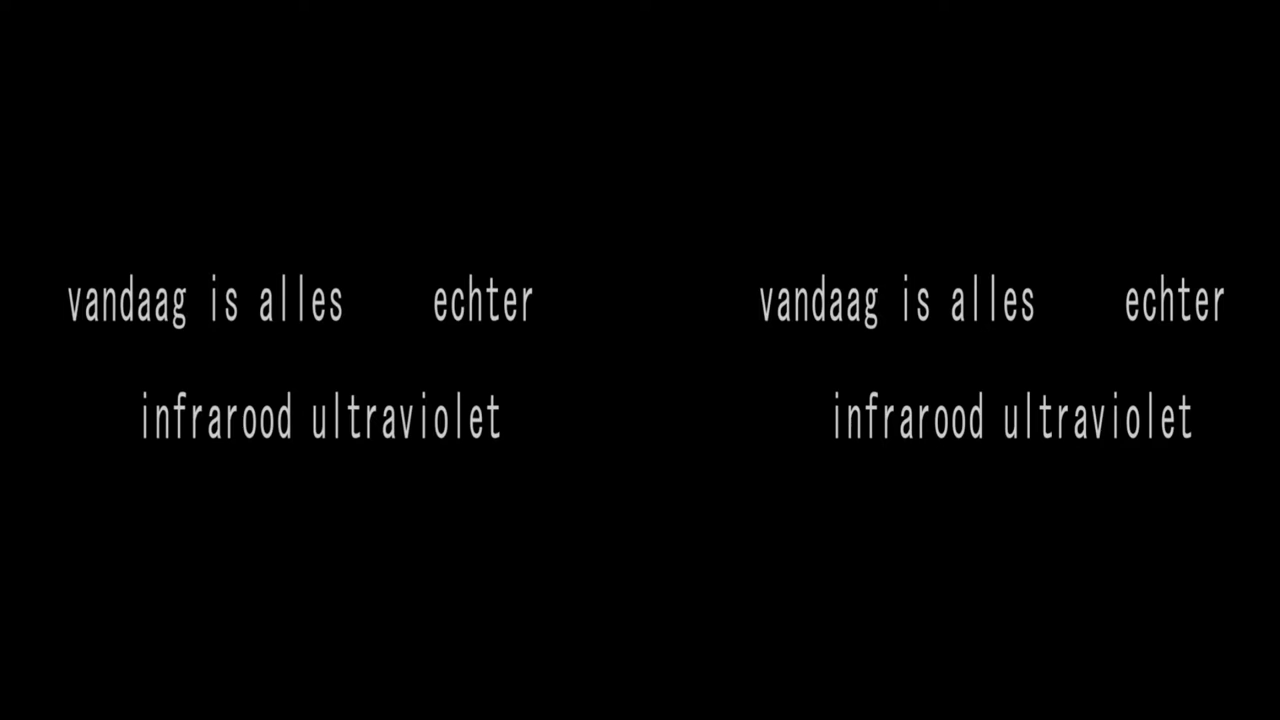 vandaag is alles echter
infrarood ultraviolet
vandaag is alles echter
infrarood ultraviolet